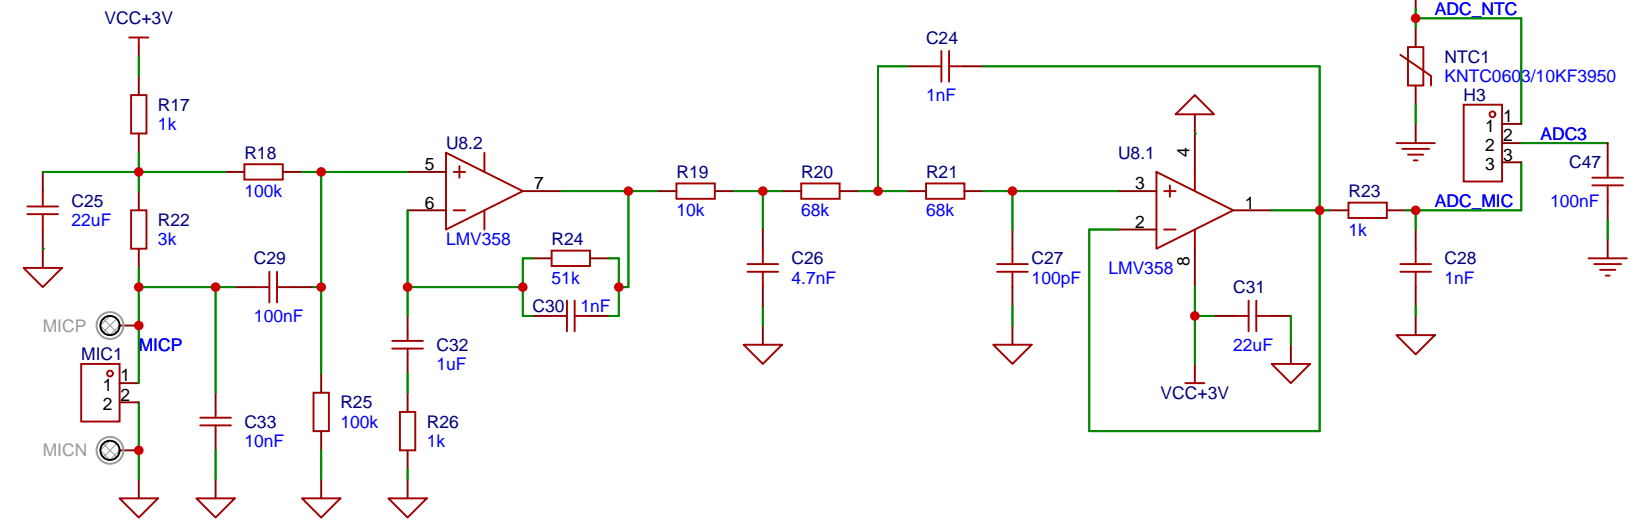 VCC+3V
R17
1k
R18
100k
C25
22uF
R22
3k
C29
100nF
MICP
MICP
MIC1
1
2
1
2
MICN
C33
10nF
R25
100k
U8.2
5
6
7
LMV358
R24
51k
C30
1nF
C32
1uF
R26
1k
R19
10k
C26
4.7nF
R20
68k
C24
1nF
R21
68k
C27
100pF
U8.1
3
2
4
8
1
LMV358
C31
22uF
VCC+3V
R23
1k
C28
1nF
ADC_NTC
NTC1
KNTC0603/10KF3950
H3
1
2
3
1
2
3
ADC3
ADC_MIC
C47
100nF